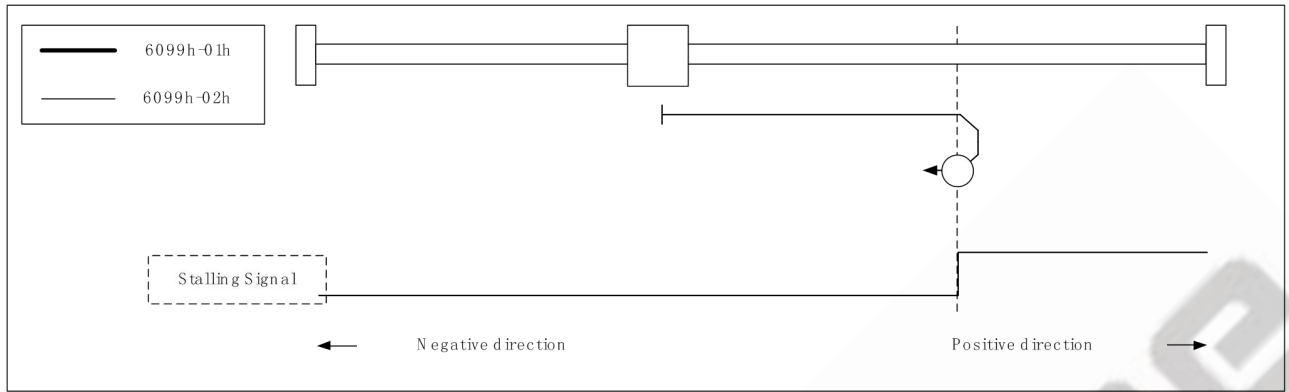 6099h-01h
6099h-02h
Stalling Signal
Negative direction
Positive direction